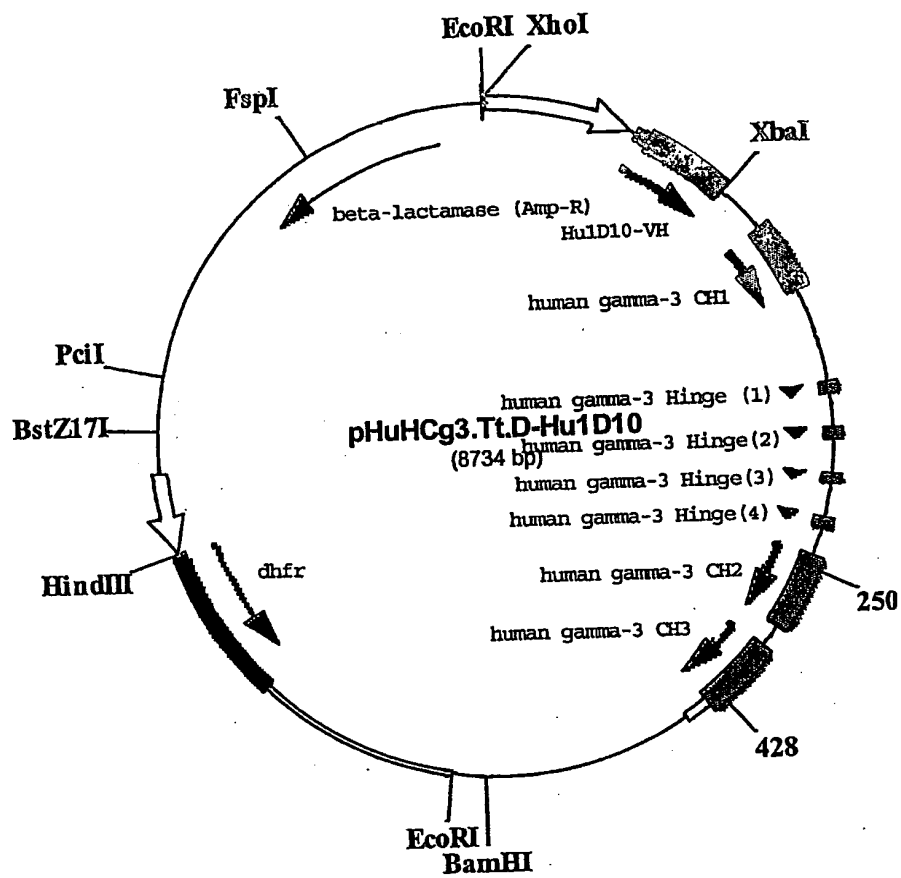 EcoRI XhoI
FspI
XbaI
beta-lactamase (Amp-R)
Hu1D10-VH
human gamma-3 CH1
PciI
human gamma-3 Hinge (1)
BstZ17I
pHuHCg3.Tt.D-Hu1D10
human gamma-3 Hinge(2)
(8734 bp)
human gamma-3 Hinge(3)
human gamma-3 Hinge(4)
HindIII
dhfr
human gamma-3 CH2
250
human gamma-3 CH3
428
EcoRI
BamHI